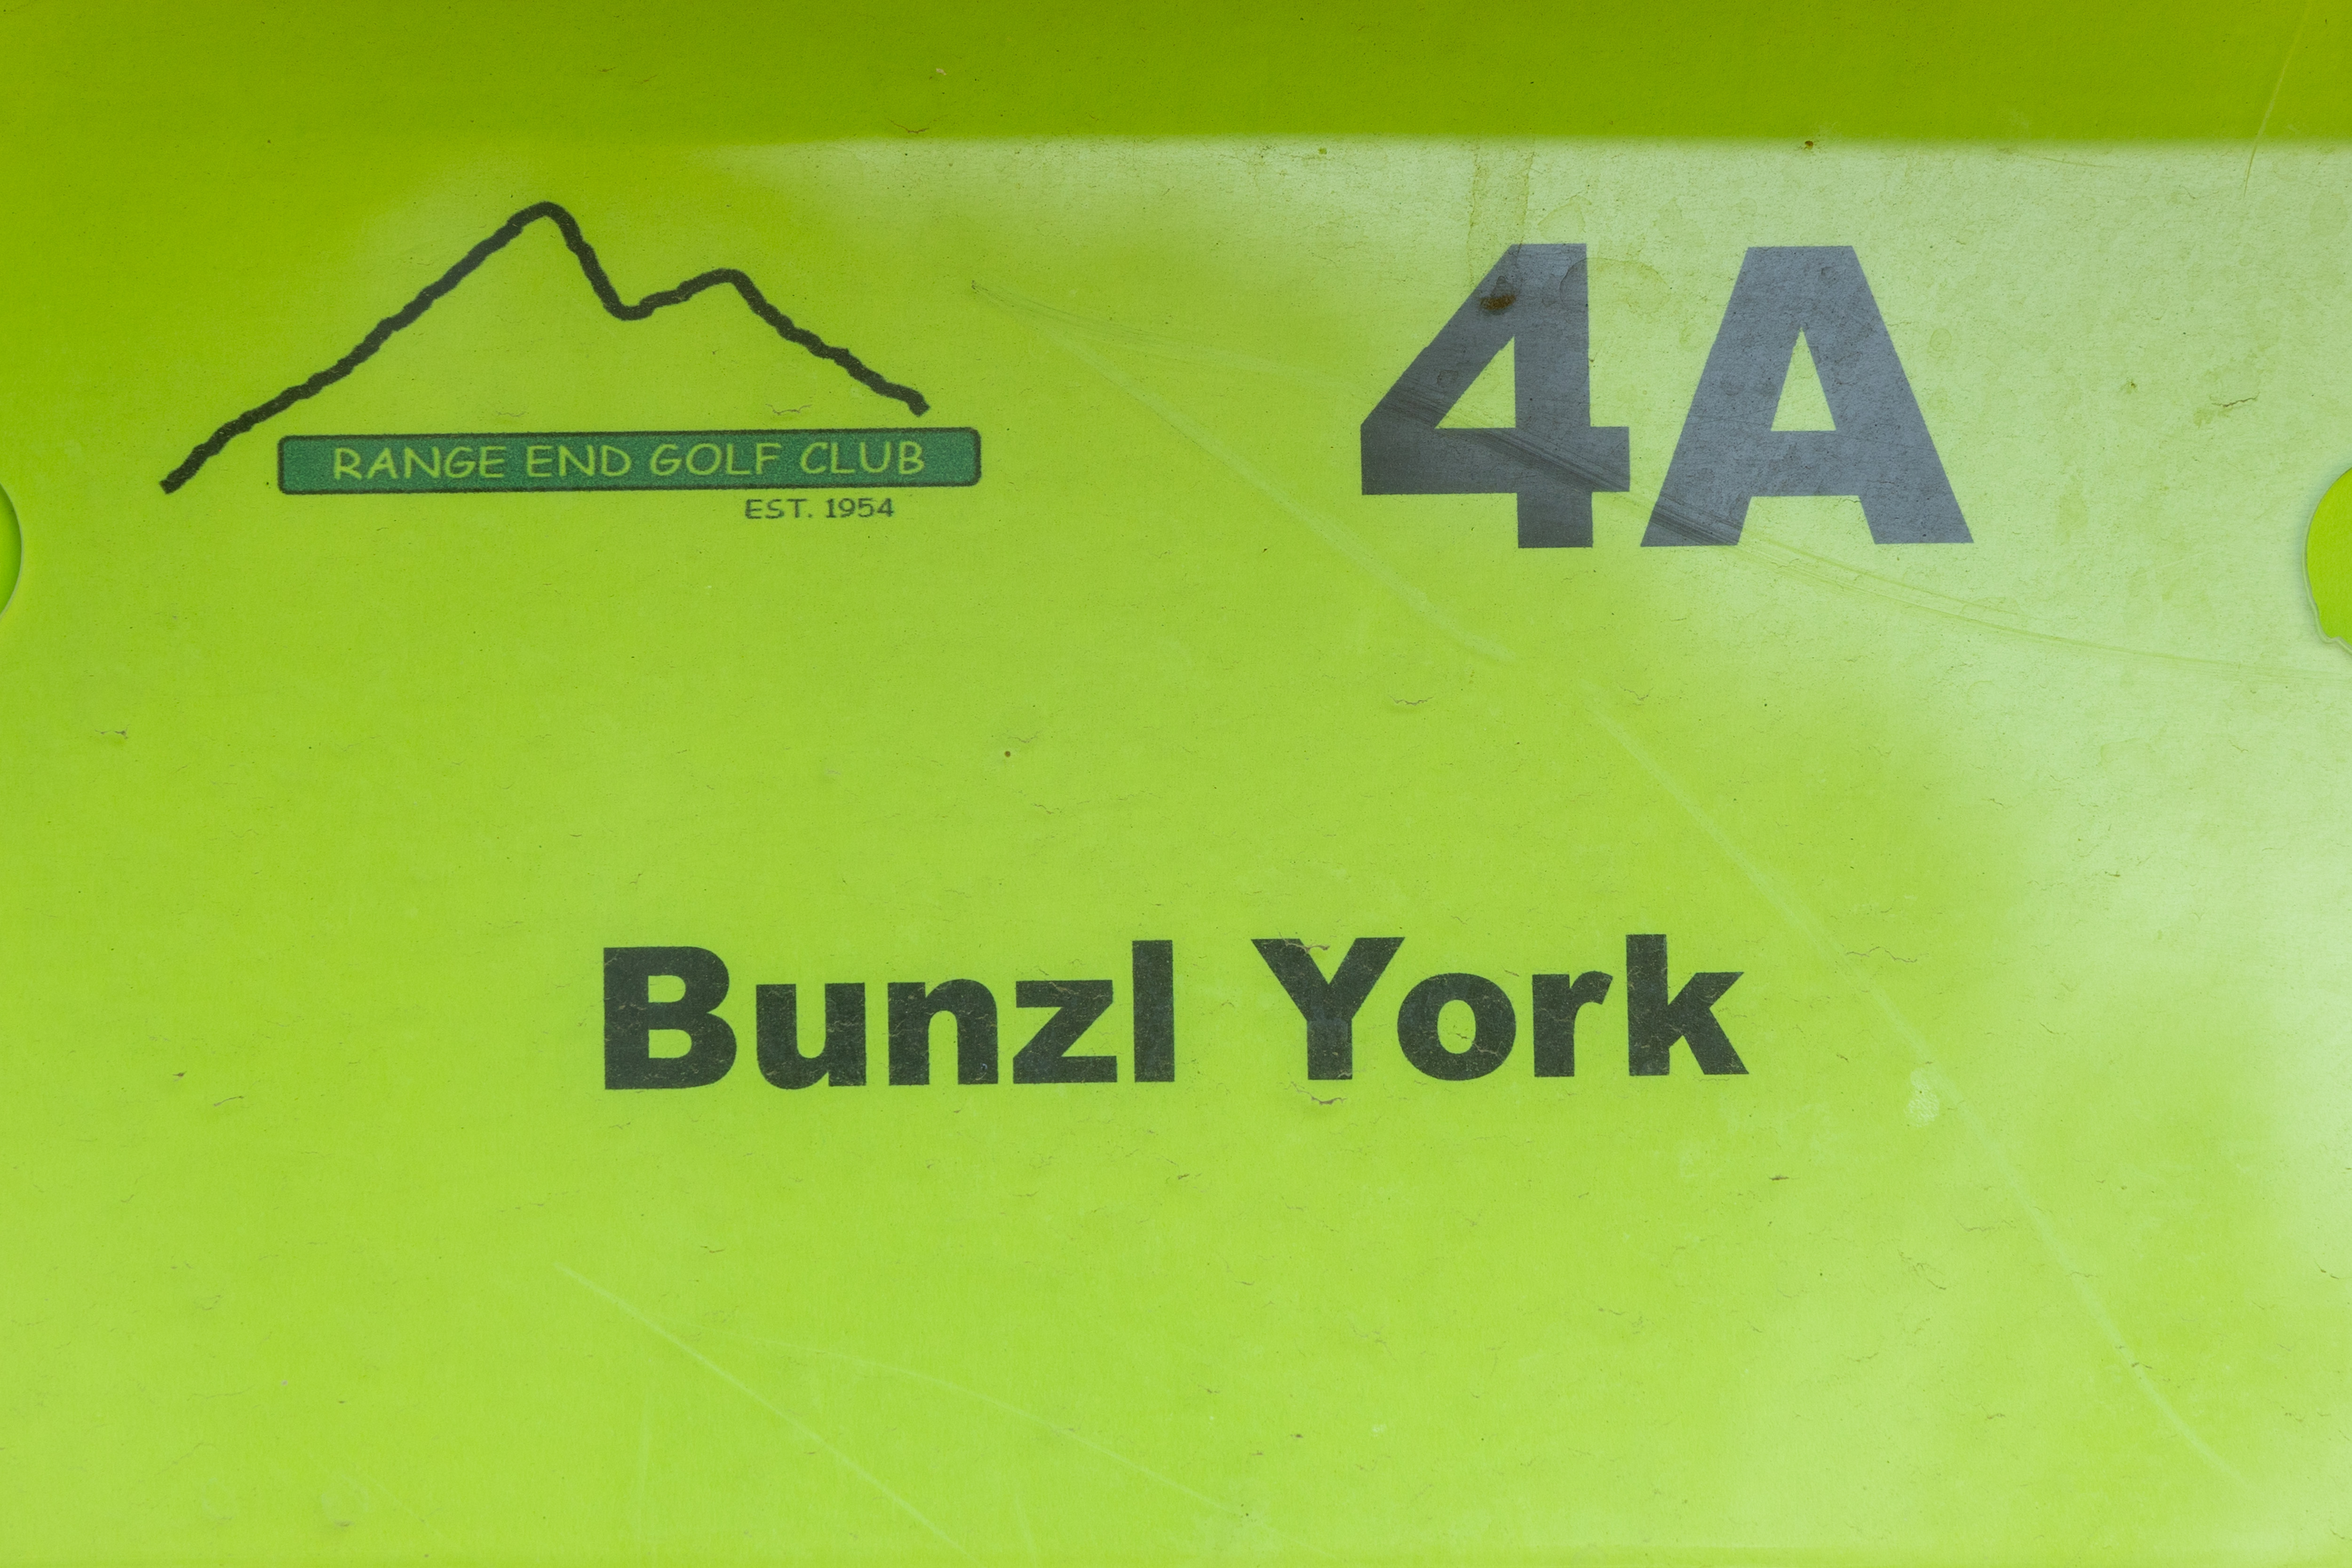 RANGE END GOLF CLUB
EST. 1954
4A
Bunzl York